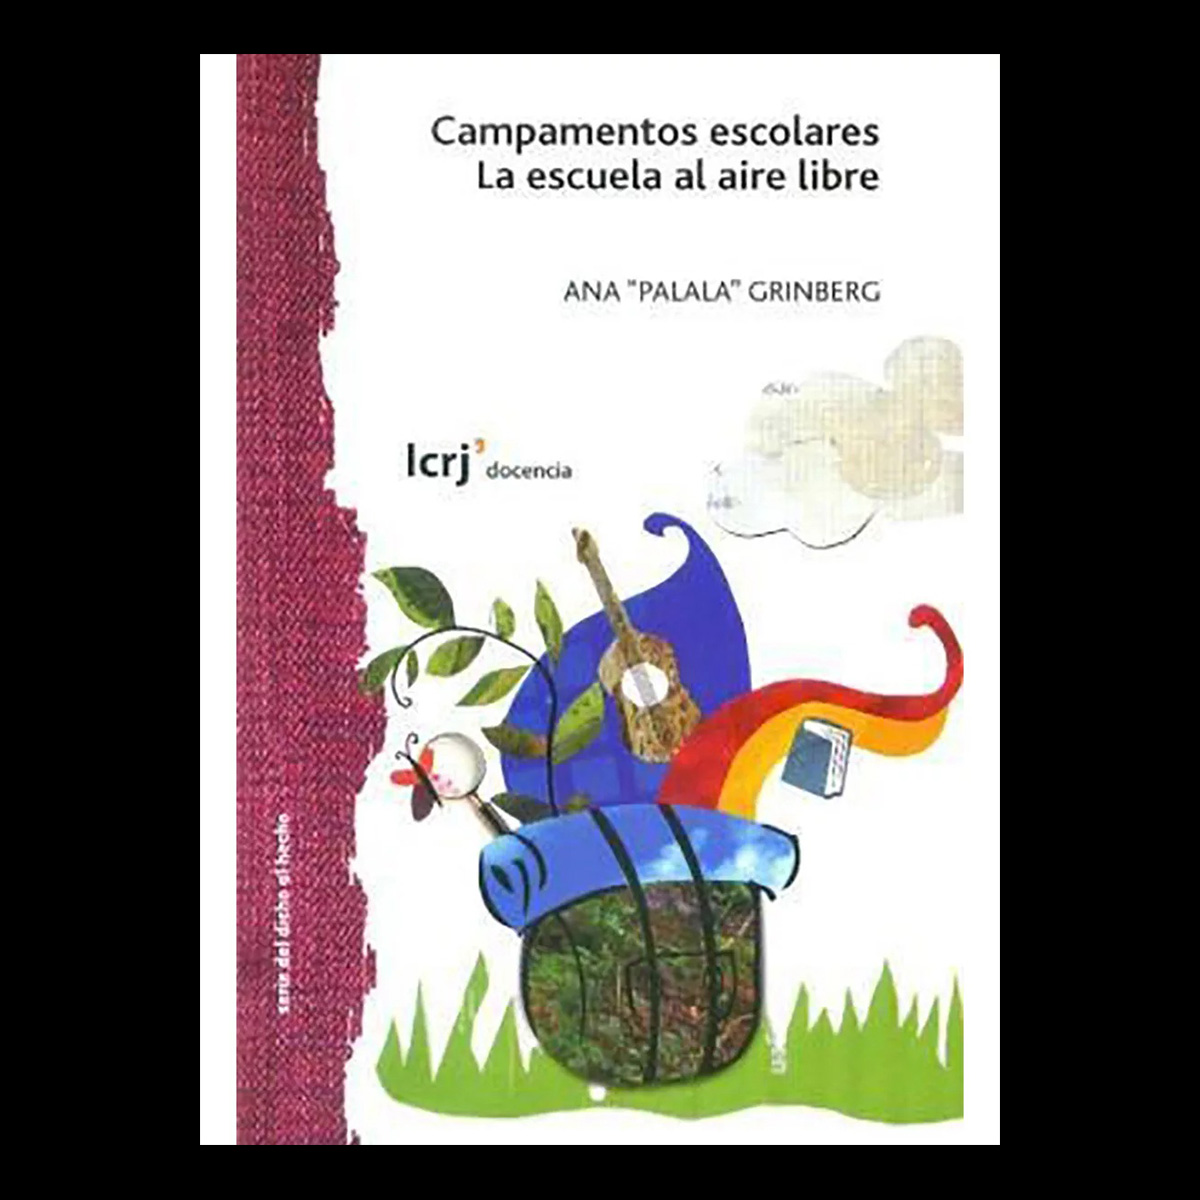 Campamentos escolares
La escuela al aire libre
ANA "PALALA" GRINBERG
lcrj' docencia
serie del dicho al hecho